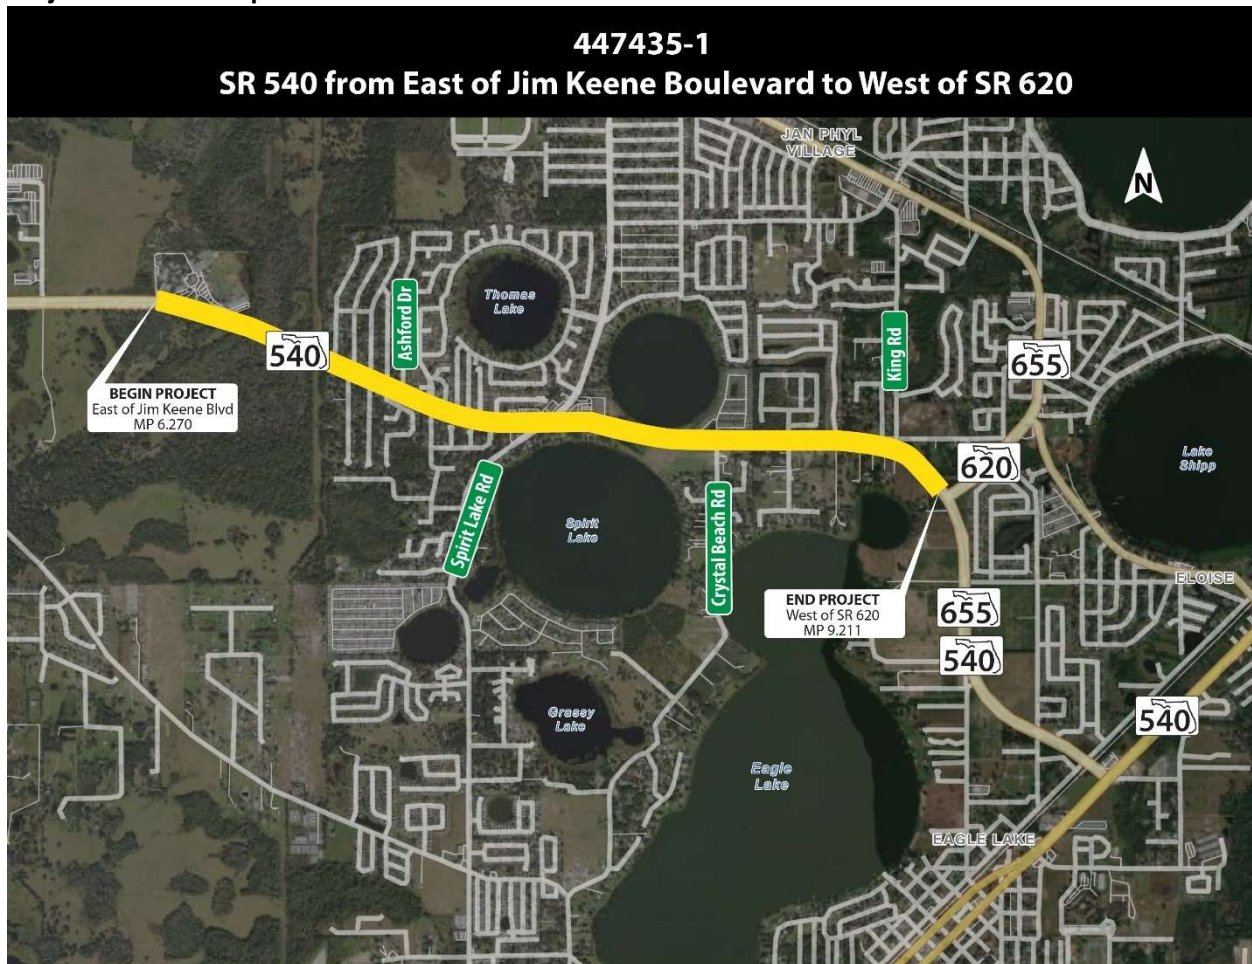 447435-1
SR 540 from East of Jim Keene Boulevard to West of SR 620
JAN PHYL
VILLAGE
N
Thomas
Lake
Ashford Dr
540
King Rd
655
BEGIN PROJECT
East of Jim Keene Blvd
MP 6.270
620
Lake
Shipp
Spirit Lake Rd
Spirit
Lake
Crystal Beach Rd
ELOISE
END PROJECT
West of SR 620
MP 9.211
655
540
Grassy
Lake
540
Eagle
Lake
EAGLE LAKE